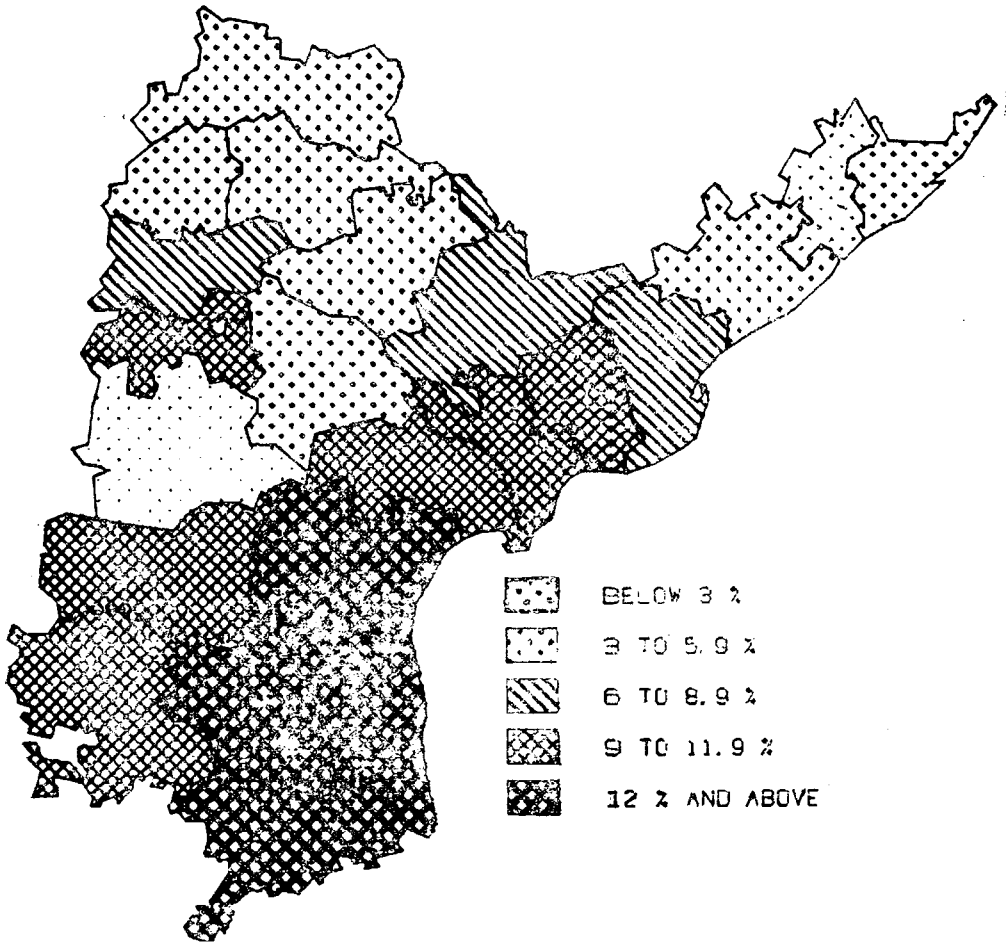 BELOW 3 %
3 TO 5.9 %
6 TO 8.9 %
9 TO 11.9 %
12 % AND ABOVE